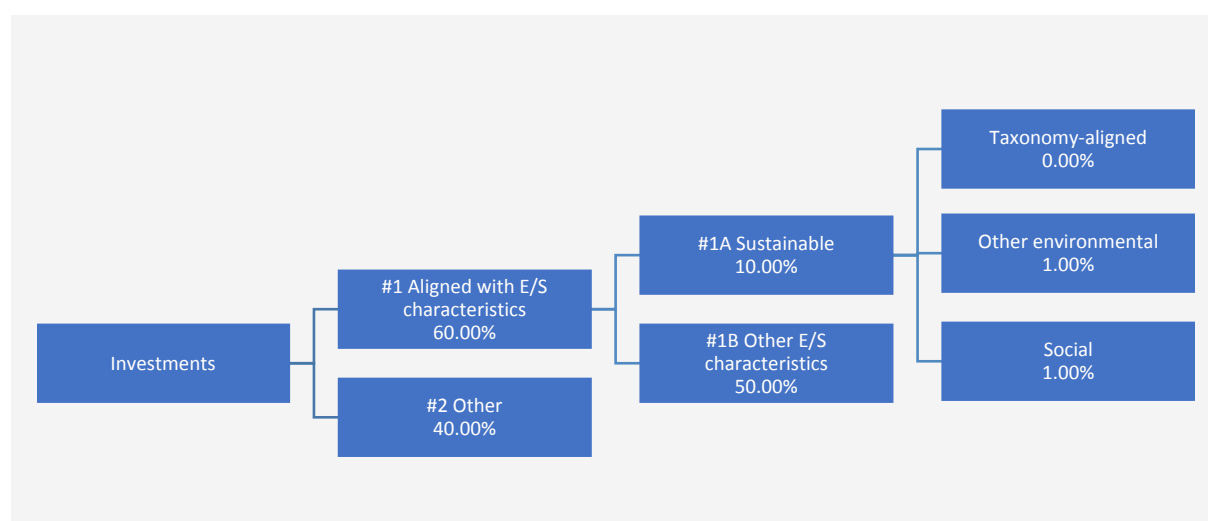 Investments
#1 Aligned with E/S
characteristics
60.00%
#2 Other
40.00%
#1A Sustainable
10.00%
#1B Other E/S
characteristics
50.00%
Taxonomy-aligned
0.00%
Other environmental
1.00%
Social
1.00%